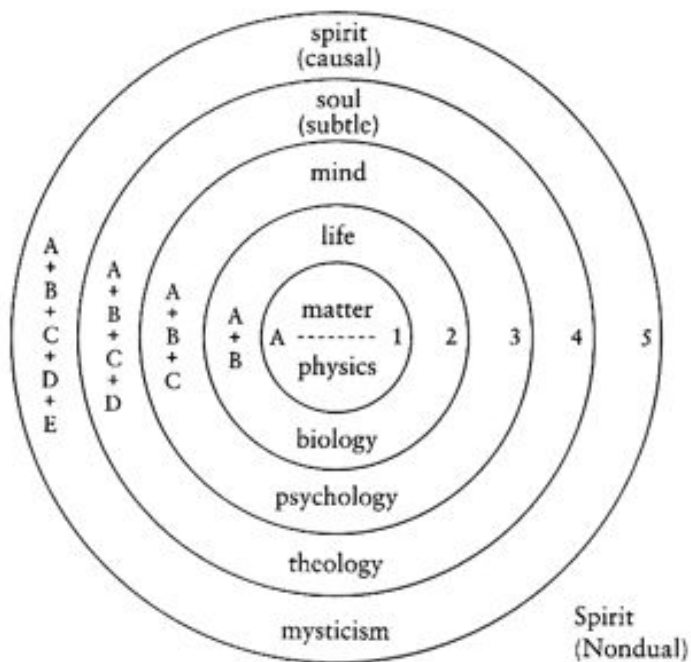 spirit
(causal)
soul
(subtle)
mind
life
matter
physics
biology
psychology
theology
mysticism
A
+
B
+
C
+
D
+
E
A
+
B
+
C
+
D
A
+
B
+
C
A
+
B
A
1
2
3
4
5
Spirit
(Nondual)